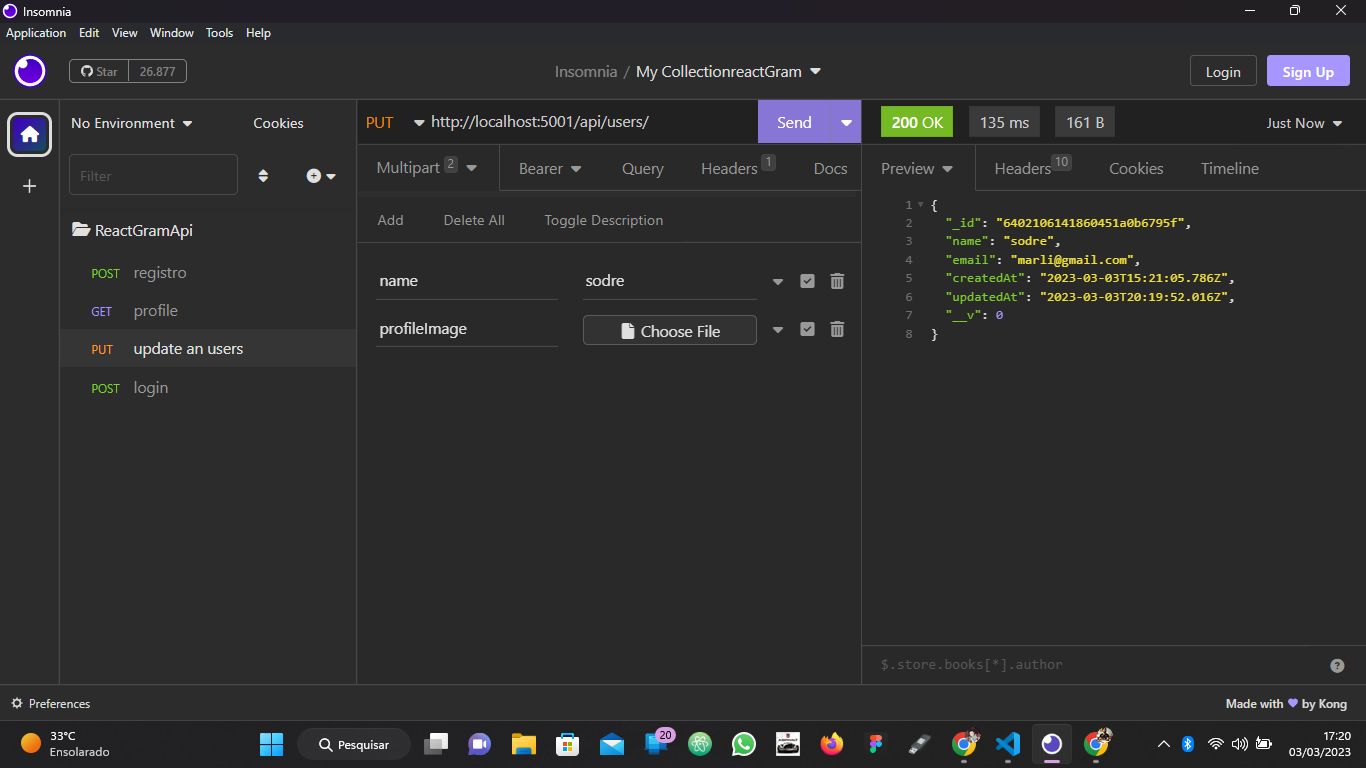 Insomnia
Application Edit View Window Tools Help
Star 26.877
Insomnia / My CollectionreactGram
Login
Sign Up
No Environment
Cookies
Filter
ReactGramApi
POST registro
GET profile
PUT update an users
POST login
PUT http://localhost:5001/api/users/ Send
Multipart 2 Bearer Query Headers 1 Docs
Add Delete All Toggle Description
name sodre
profileImage Choose File
200 OK 135 ms 161 B Just Now
Preview Headers 10 Cookies Timeline
1 {
2 "_id": "6402106141860451a0b6795f",
3 "name": "sodre",
4 "email": "marli@gmail.com",
5 "createdAt": "2023-03-03T15:21:05.786Z",
6 "updatedAt": "2023-03-03T20:19:52.016Z",
7 "__v": 0
8 }
$.store.books[*].author
?
Preferences
Made with by Kong
33°C
Ensolarado
Pesquisar
20
17:20
03/03/2023